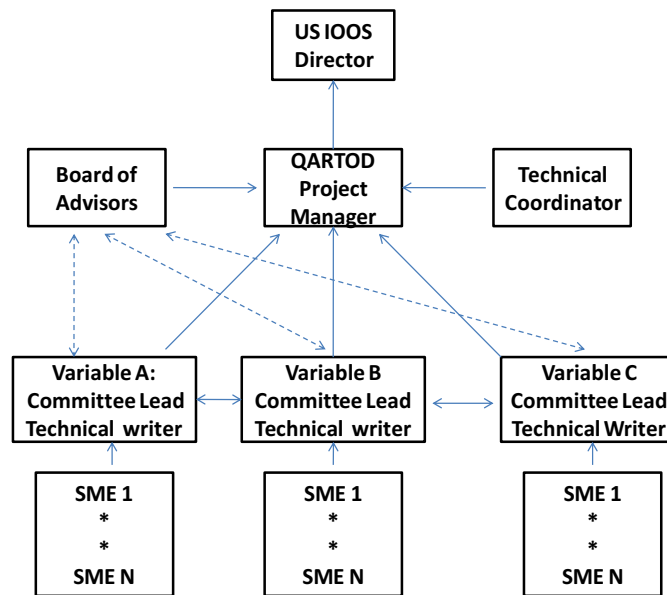 US IOOS
Director
Board of
Advisors
QARTOD
Project
Manager
Technical
Coordinator
Variable A:
Committee Lead
Technical writer
Variable B
Committee Lead
Technical writer
Variable C
Committee Lead
Technical Writer
SME 1
*
*
SME N
SME 1
*
*
SME N
SME 1
*
*
SME N